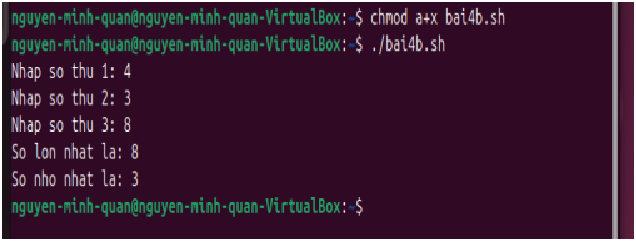 nguyen-minh-quan@nguyen-minh-quan-VirtualBox:~$ chmod a+x bai4b.sh
nguyen-minh-quan@nguyen-minh-quan-VirtualBox:~$ ./bai4b.sh
Nhap so thu 1: 4
Nhap so thu 2: 3
Nhap so thu 3: 8
So lon nhat la: 8
So nho nhat la: 3
nguyen-minh-quan@nguyen-minh-quan-VirtualBox:~$